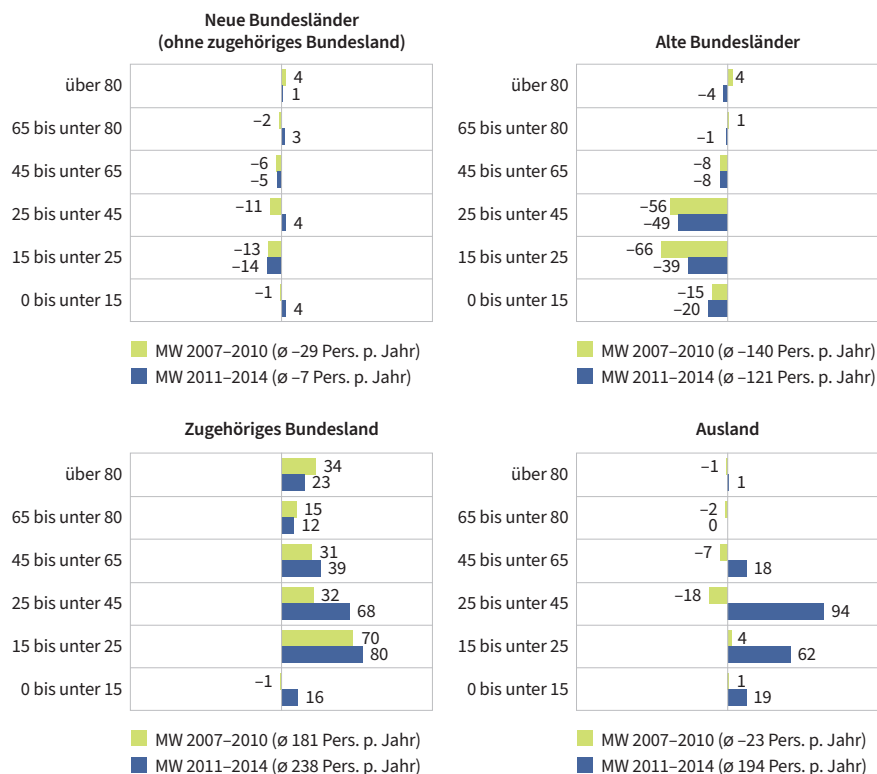 Neue Bundesländer
(ohne zugehöriges Bundesland)
über 80
4
1
65 bis unter 80
–2
3
45 bis unter 65
–6
–5
25 bis unter 45
–11
4
15 bis unter 25
–13
–14
0 bis unter 15
–1
4
MW 2007–2010 (ø –29 Pers. p. Jahr)
MW 2011–2014 (ø –7 Pers. p. Jahr)
Alte Bundesländer
über 80
4
–4
65 bis unter 80
1
–1
45 bis unter 65
–8
–8
25 bis unter 45
–56
–49
15 bis unter 25
–66
–39
0 bis unter 15
–15
–20
MW 2007–2010 (ø –140 Pers. p. Jahr)
MW 2011–2014 (ø –121 Pers. p. Jahr)
Zugehöriges Bundesland
über 80
34
23
65 bis unter 80
15
12
45 bis unter 65
31
39
25 bis unter 45
32
68
15 bis unter 25
70
80
0 bis unter 15
–1
16
MW 2007–2010 (ø 181 Pers. p. Jahr)
MW 2011–2014 (ø 238 Pers. p. Jahr)
Ausland
über 80
–1
1
65 bis unter 80
–2
0
45 bis unter 65
–7
18
25 bis unter 45
–18
94
15 bis unter 25
4
62
0 bis unter 15
1
19
MW 2007–2010 (ø –23 Pers. p. Jahr)
MW 2011–2014 (ø 194 Pers. p. Jahr)